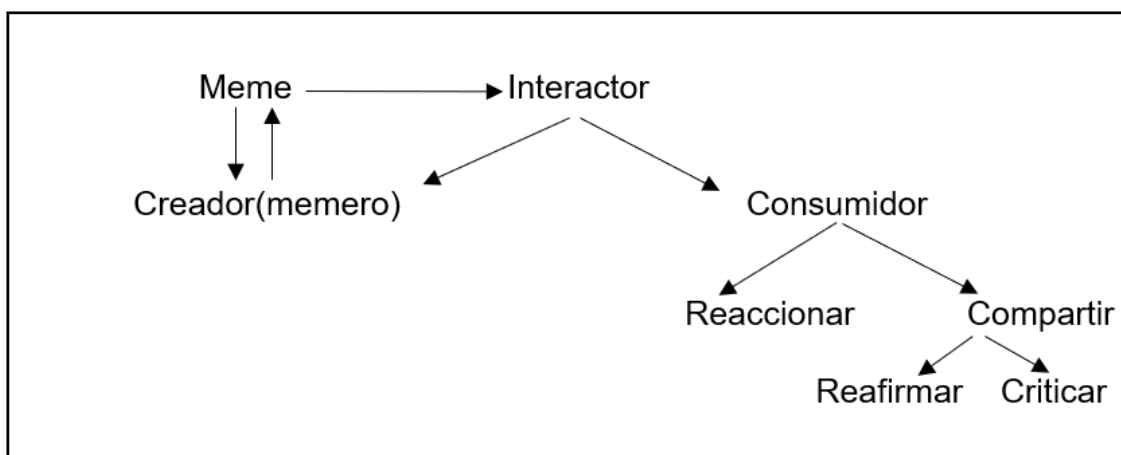 Meme Interactor
Creador(memero) Consumidor
Reaccionar Compartir
Reafirmar Criticar